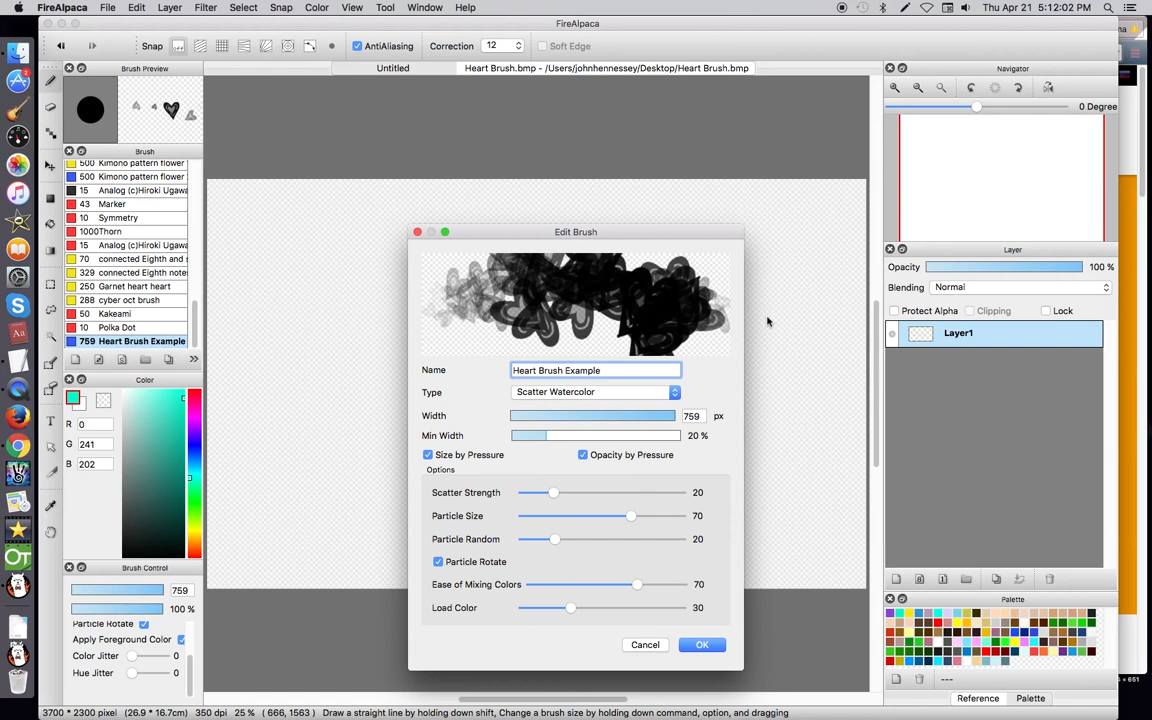 FireAlpaca File Edit Layer Filter Select Snap Color View Tool Window Help Thu Apr 21 5:12:02 PM
FireAlpaca
Snap AntiAliasing Correction 12 Soft Edge
Brush Preview
Untitled Heart Brush.bmp - /Users/johnhennessey/Desktop/Heart Brush.bmp
Navigator
0 Degree
Brush
500 Kimono pattern flower
500 Kimono pattern flower
15 Analog (c)Hiroki Ugawa
43 Marker
10 Symmetry
1000Thorn
15 Analog (c)Hiroki Ugawa
70 connected Eighth and s
329 connected Eighth note
250 Garnet heart heart
288 cyber oct brush
50 Kakeami
10 Polka Dot
759 Heart Brush Example
Color
R 0
G 241
B 202
Brush Control
759
100 %
Particle Rotate
Apply Foreground Color
Color Jitter 0
Hue Jitter 0
Edit Brush
Name Heart Brush Example
Type Scatter Watercolor
Width 759 px
Min Width 20 %
Size by Pressure Opacity by Pressure
Options
Scatter Strength 20
Particle Size 70
Particle Random 20
Particle Rotate
Ease of Mixing Colors 70
Load Color 30
Cancel OK
Layer
Opacity 100 %
Blending Normal
Protect Alpha Clipping Lock
Layer1
Palette
---
Reference Palette
3700 * 2300 pixel (26.9 * 16.7cm) 350 dpi 25 % ( 666, 1563 ) Draw a straight line by holding down shift, Change a brush size by holding down command, option, and dragging